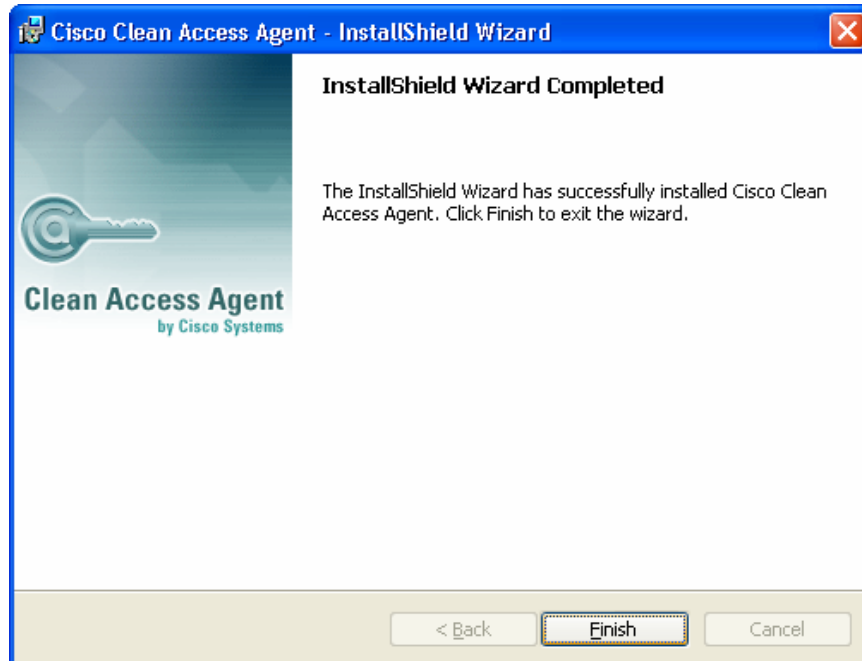 Cisco Clean Access Agent - InstallShield Wizard
InstallShield Wizard Completed
The InstallShield Wizard has successfully installed Cisco Clean
Access Agent. Click Finish to exit the wizard.
@
Clean Access Agent
by Cisco Systems
< Back
Finish
Cancel